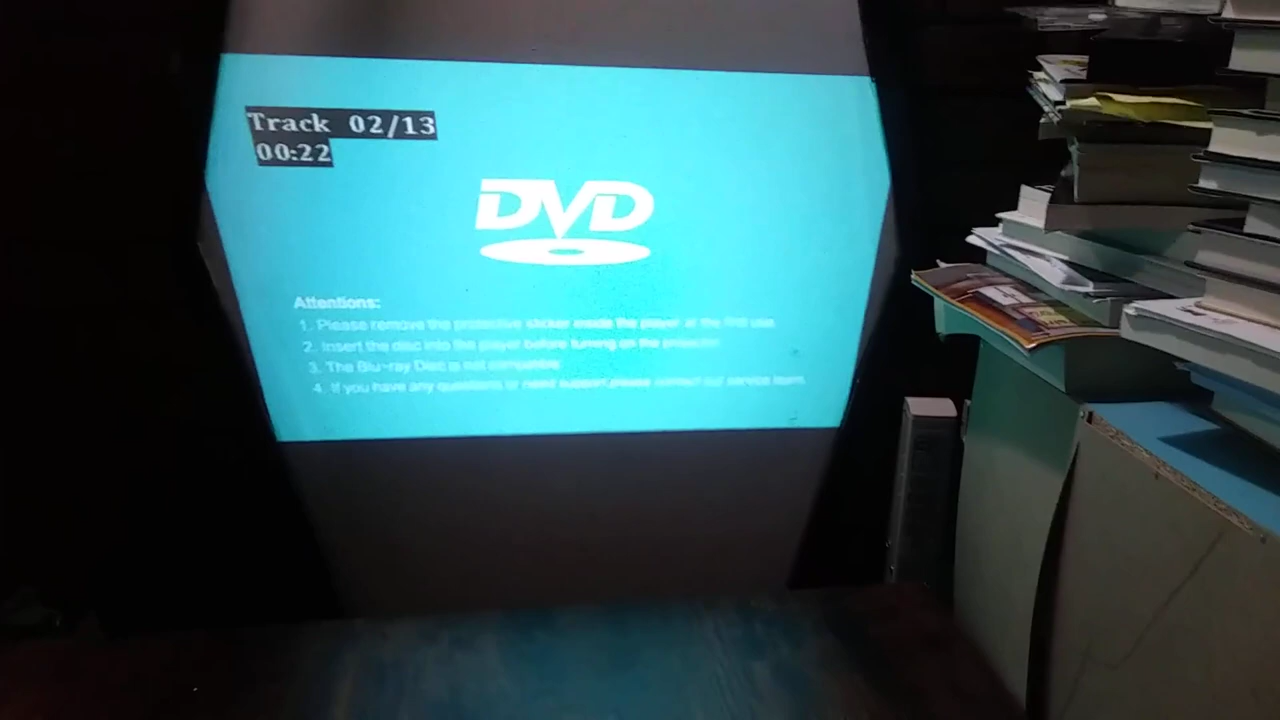 Track 02/13
00:22
DVD
Attentions:
1. Please remove the protective sticker inside the player at the first use.
2. Insert the disc into the player before turning on the projector.
3. The Blu-ray Disc is not compatible.
4. If you have any questions or need support,please contact our service team.